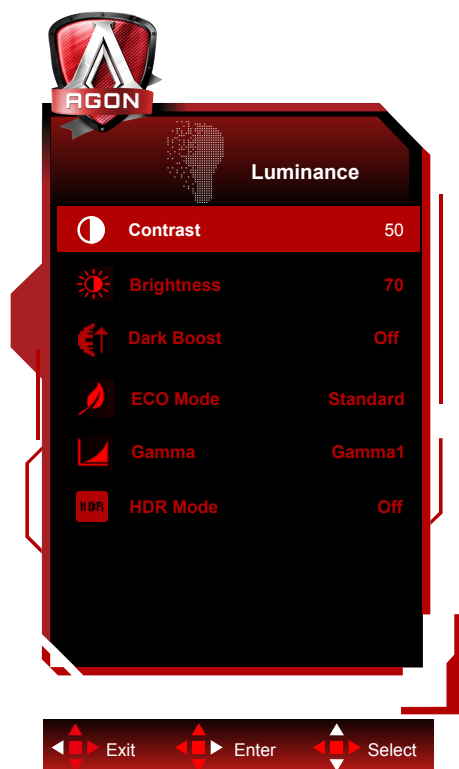 AGON
Luminance
Contrast 50
Brightness 70
Dark Boost Off
ECO Mode Standard
Gamma Gamma1
HDR HDR Mode Off
Exit Enter Select